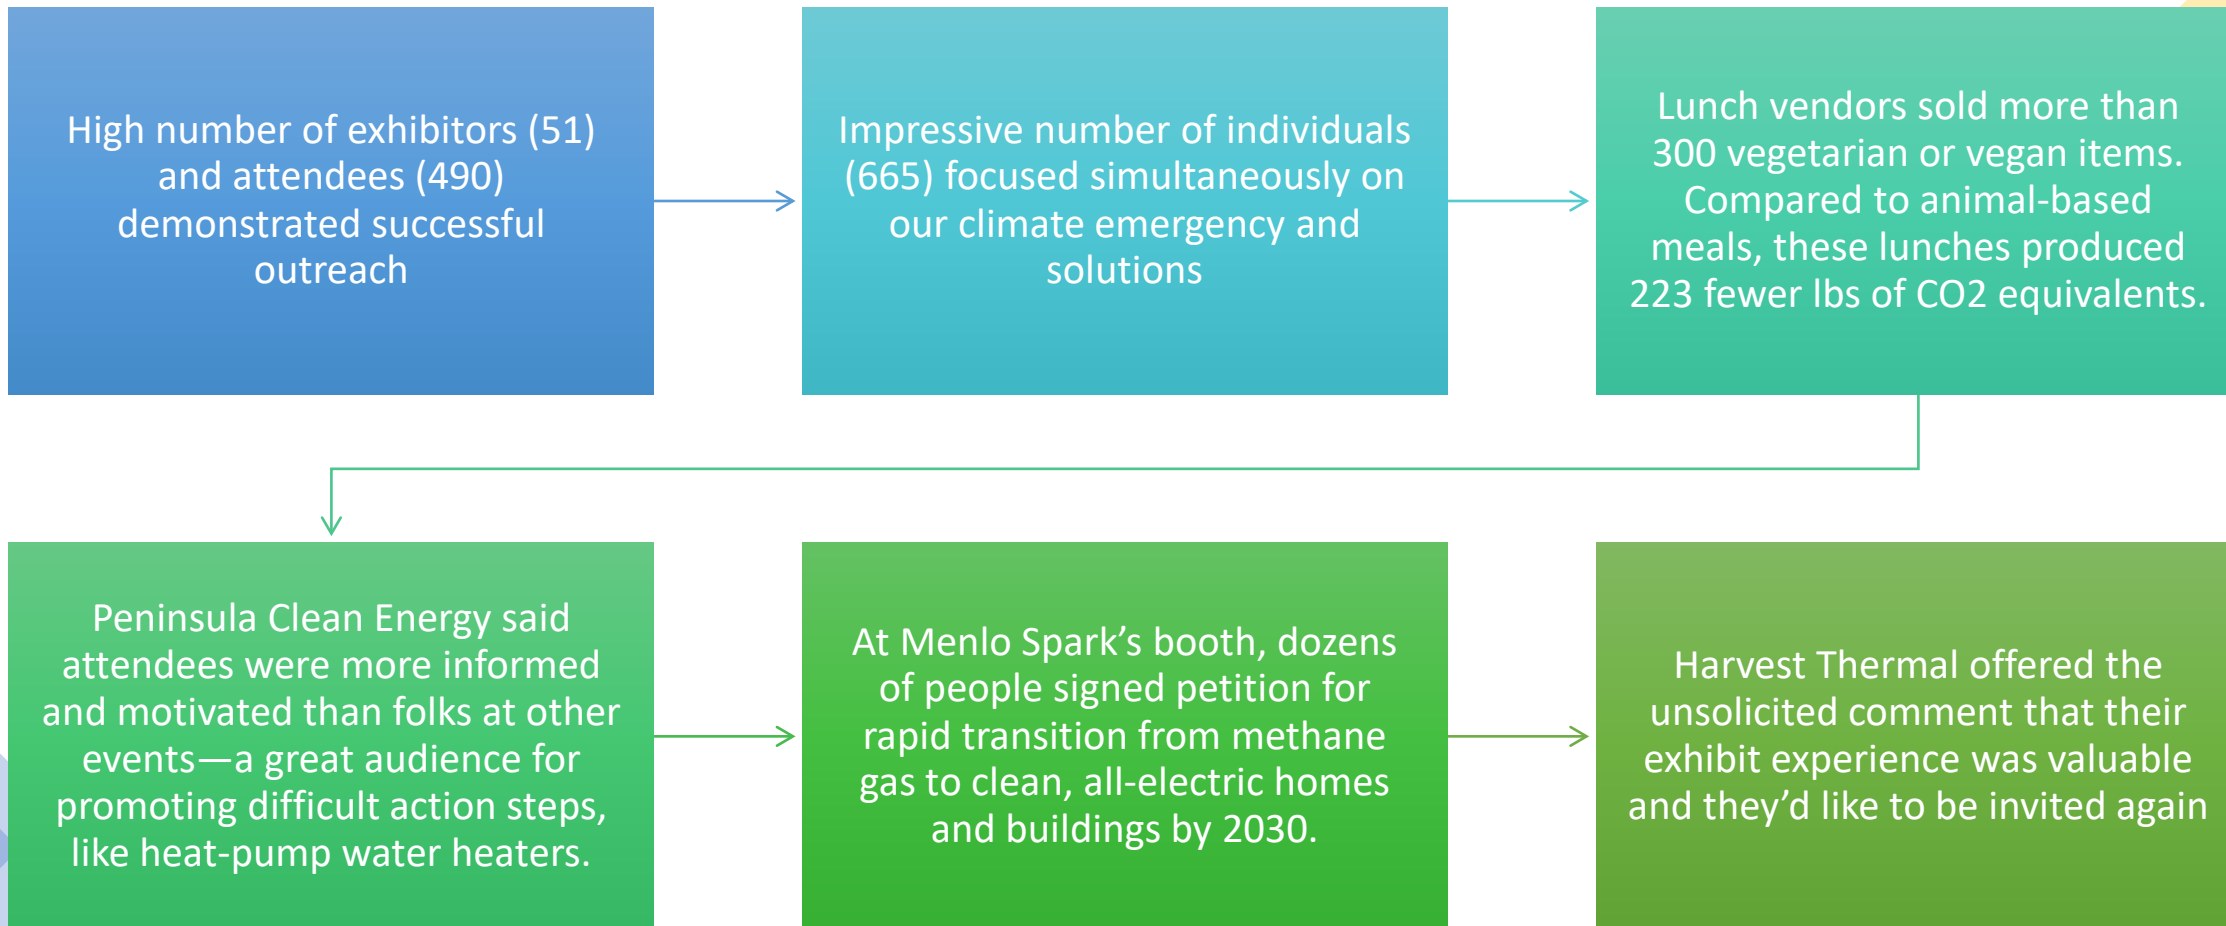 High number of exhibitors (51)
and attendees (490)
demonstrated successful
outreach
Impressive number of individuals
(665) focused simultaneously on
our climate emergency and
solutions
Lunch vendors sold more than
300 vegetarian or vegan items.
Compared to animal-based
meals, these lunches produced
223 fewer lbs of CO2 equivalents.
Peninsula Clean Energy said
attendees were more informed
and motivated than folks at other
events—a great audience for
promoting difficult action steps,
like heat-pump water heaters.
At Menlo Spark’s booth, dozens
of people signed petition for
rapid transition from methane
gas to clean, all-electric homes
and buildings by 2030.
Harvest Thermal offered the
unsolicited comment that their
exhibit experience was valuable
and they’d like to be invited again